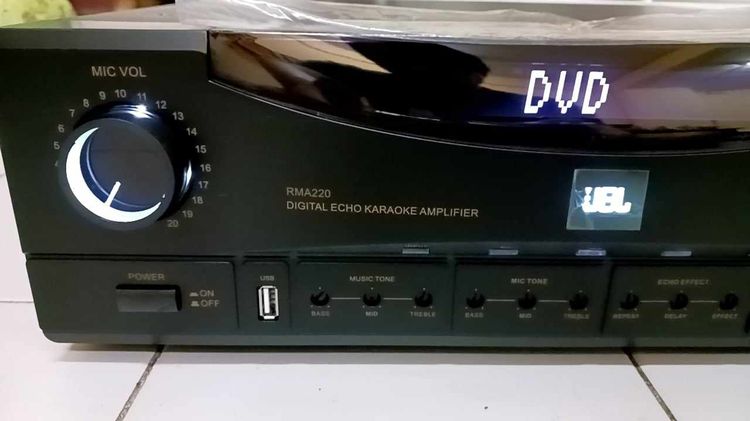 MIC VOL
4 5 6 7 8 9 10 11 12 13 14 15 16 17 18 19 20
DVD
JBL
RMA220
DIGITAL ECHO KARAOKE AMPLIFIER
POWER
ON
OFF
USB
MUSIC TONE
BASS MID TREBLE
MIC TONE
BASS MID TREBLE
ECHO EFFECT
REPEAT DELAY EFFECT